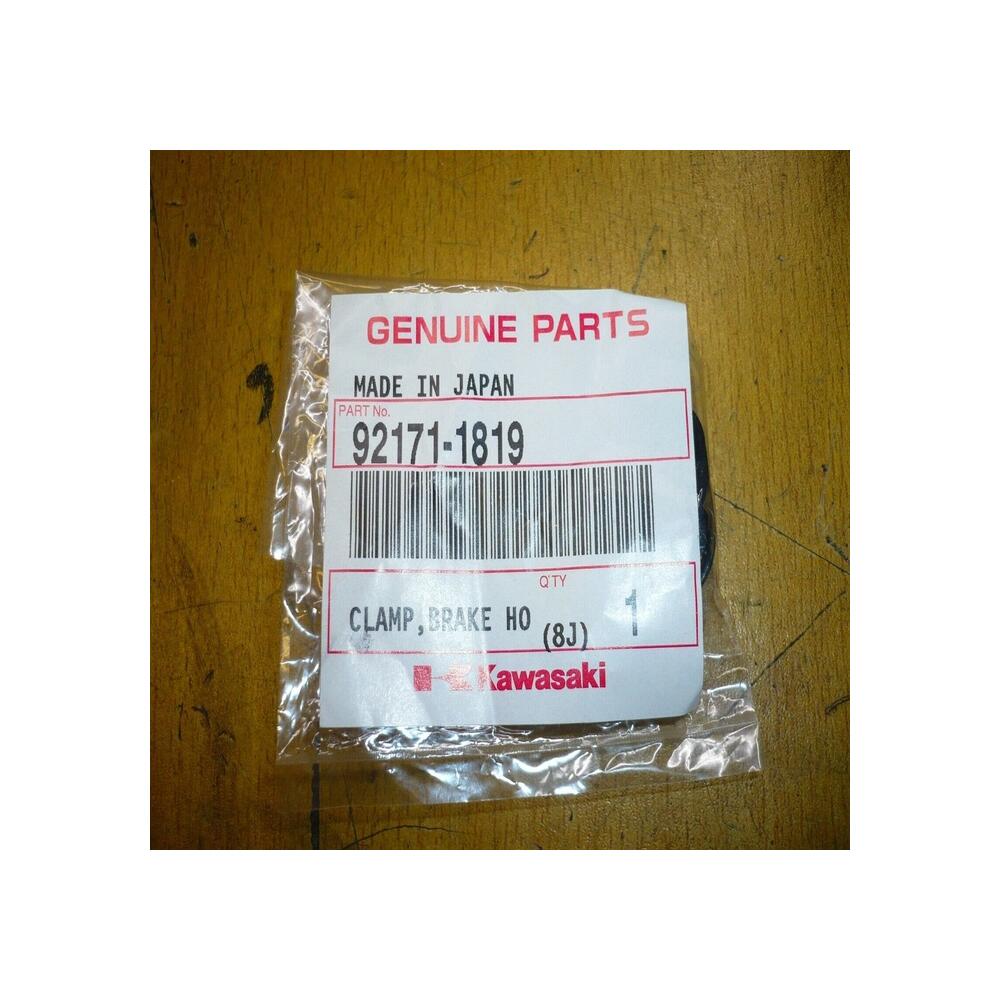 GENUINE PARTS
MADE IN JAPAN
PART No.
92171-1819
Q'TY
CLAMP,BRAKE HO (8J) 1
Kawasaki